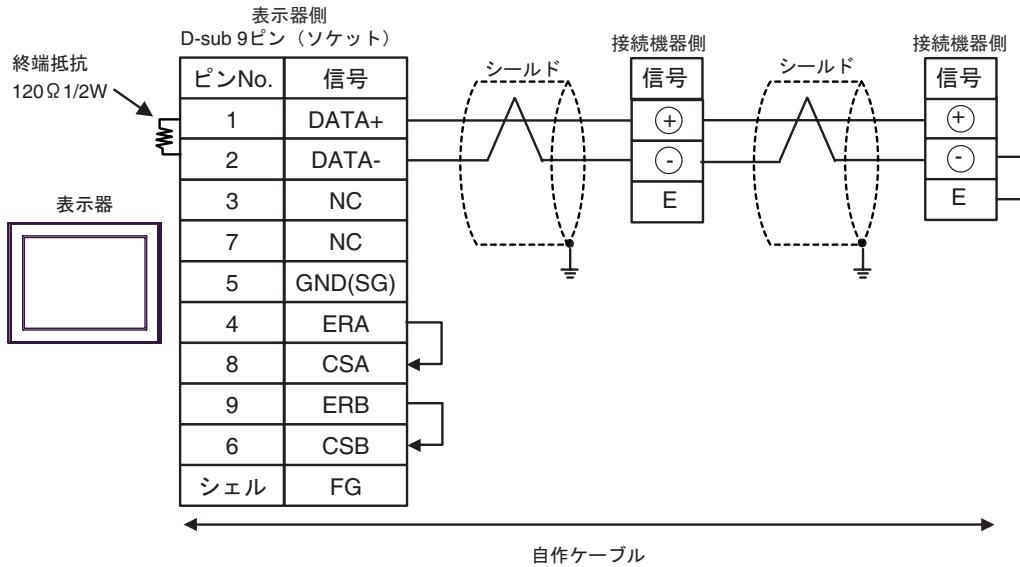 表示器側
D-sub 9ピン（ソケット）
終端抵抗
120Ω1/2W
表示器
ピンNo. 信号
1 DATA+
2 DATA-
3 NC
7 NC
5 GND(SG)
4 ERA
8 CSA
9 ERB
6 CSB
シェル FG
シールド
接続機器側
信号
+
-
E
シールド
接続機器側
信号
+
-
E
自作ケーブル